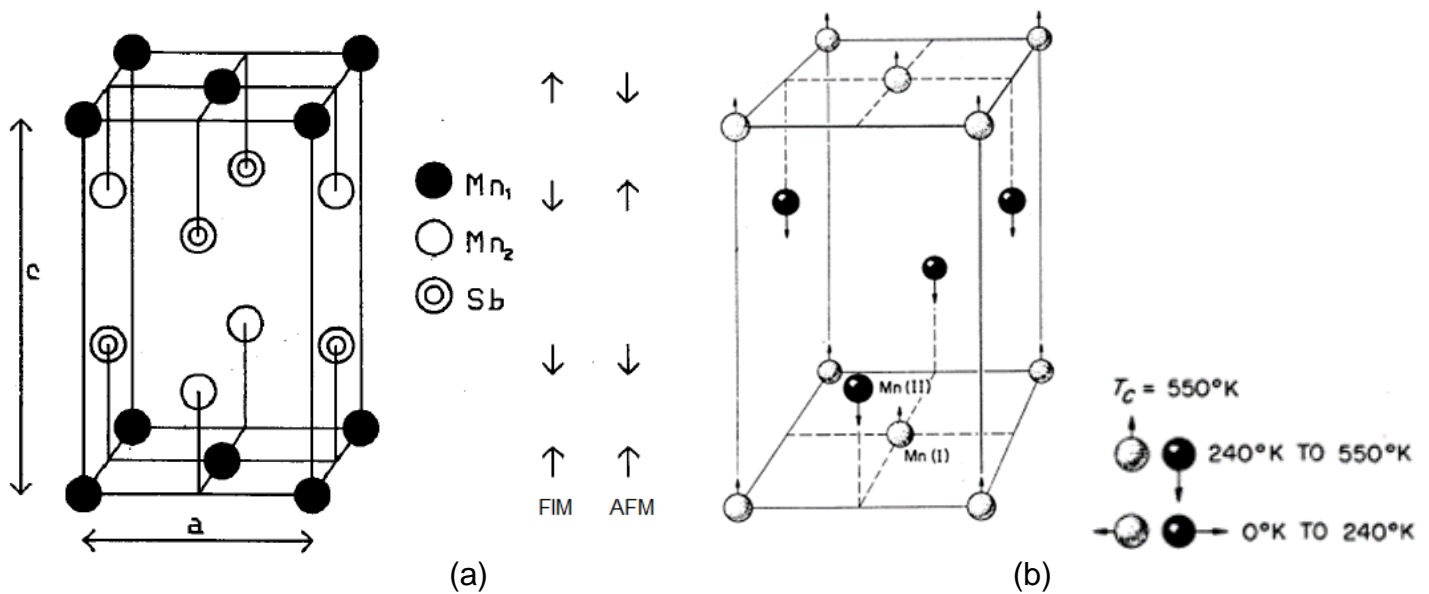 c
a
Mn₁
Mn₂
Sb
FIM AFM
(a)
Mn(II)
Mn(I)
Tc = 550°K
240°K TO 550°K
0°K TO 240°K
(b)